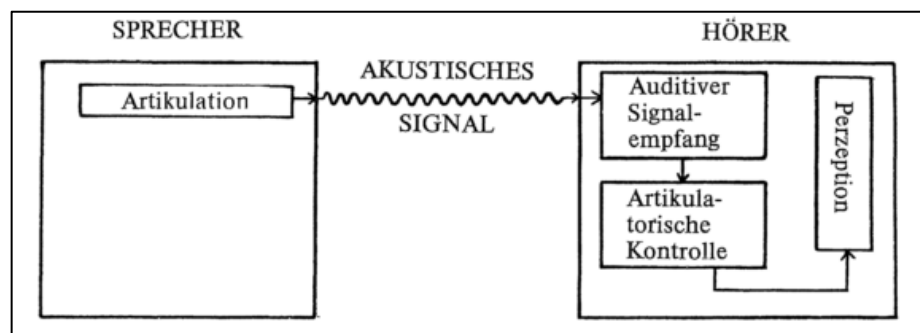 SPRECHER
HÖRER
AKUSTISCHES
SIGNAL
Artikulation
Auditiver
Signal-
empfang
Artikula-
torische
Kontrolle
Perzeption